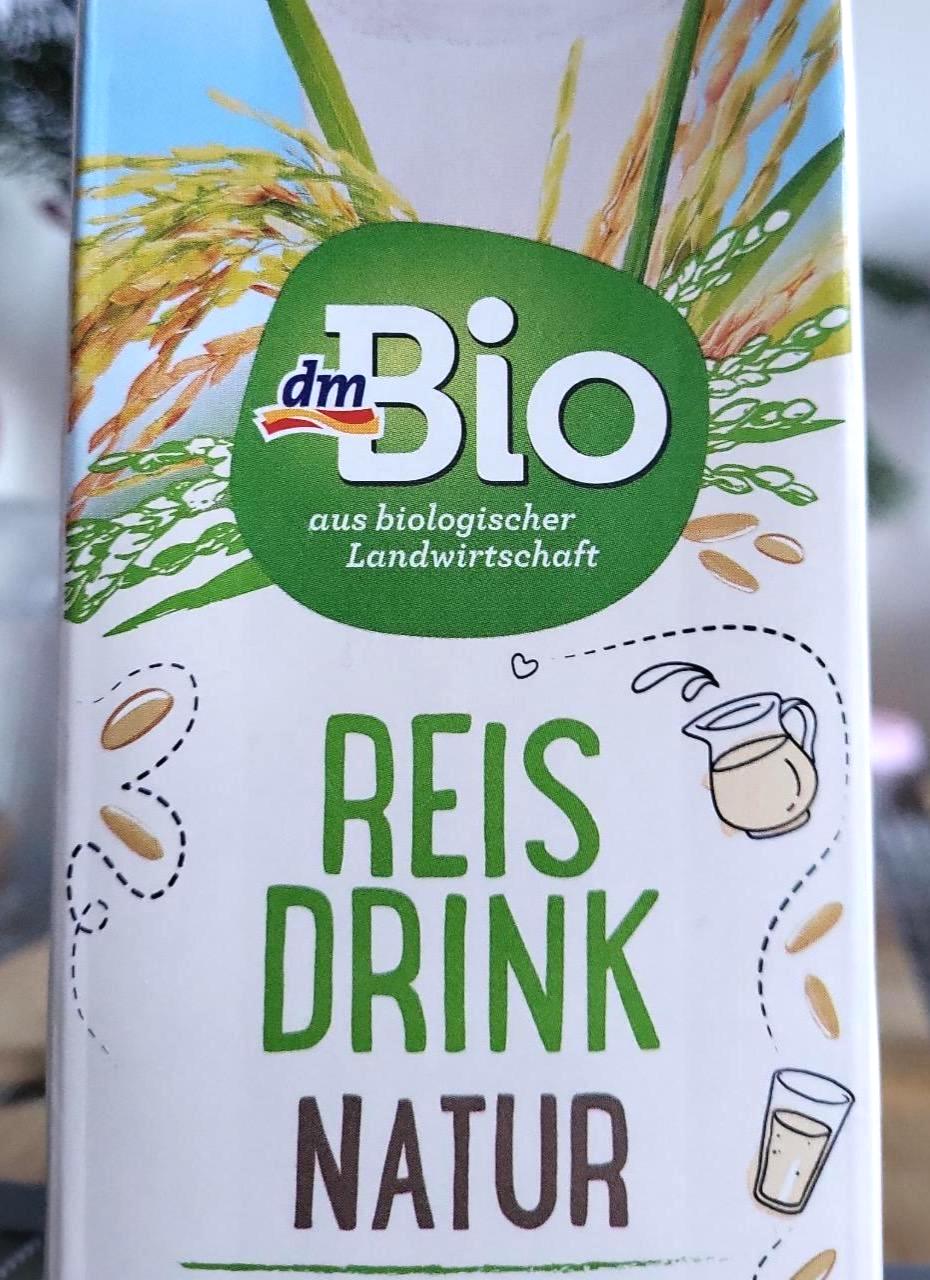 dm Bio
aus biologischer
Landwirtschaft
REIS
DRINK
NATUR